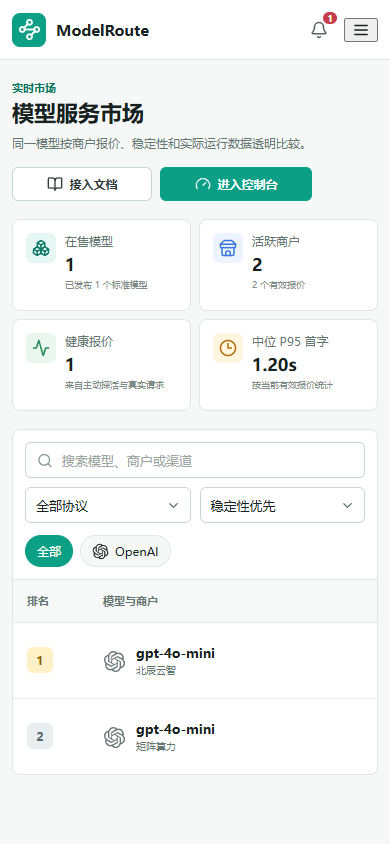 ModelRoute
1
实时市场
模型服务市场
同一模型按商户报价、稳定性和实际运行数据透明比较。
接入文档
进入控制台
在售模型
1
已发布 1 个标准模型
活跃商户
2
2 个有效报价
健康报价
1
来自主动探活与真实请求
中位 P95 首字
1.20s
按当前有效报价统计
搜索模型、商户或渠道
全部协议
稳定性优先
全部
OpenAI
排名
模型与商户
1
gpt-4o-mini
北辰云智
2
gpt-4o-mini
矩阵算力